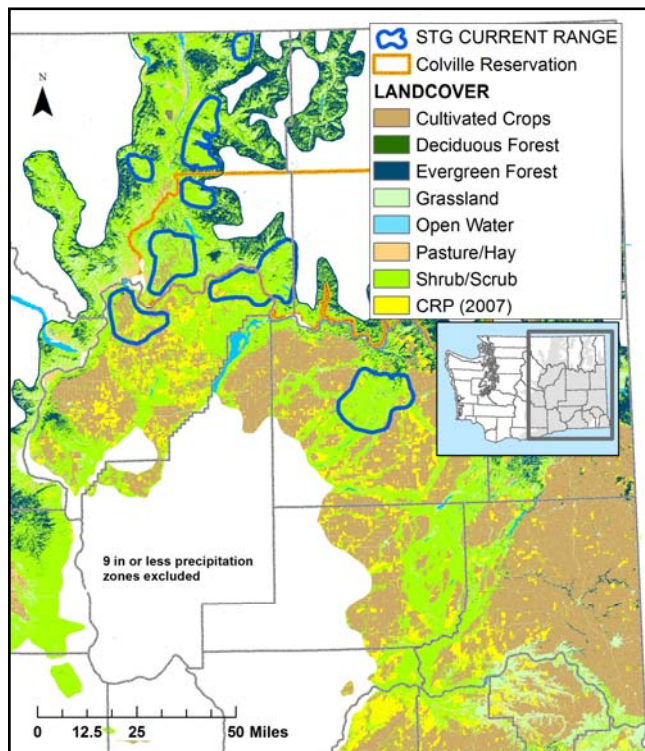 STG CURRENT RANGE
Colville Reservation
LANDCOVER
Cultivated Crops
Deciduous Forest
Evergreen Forest
Grassland
Open Water
Pasture/Hay
Shrub/Scrub
CRP (2007)
N
9 in or less precipitation
zones excluded
0 12.5 25 50 Miles